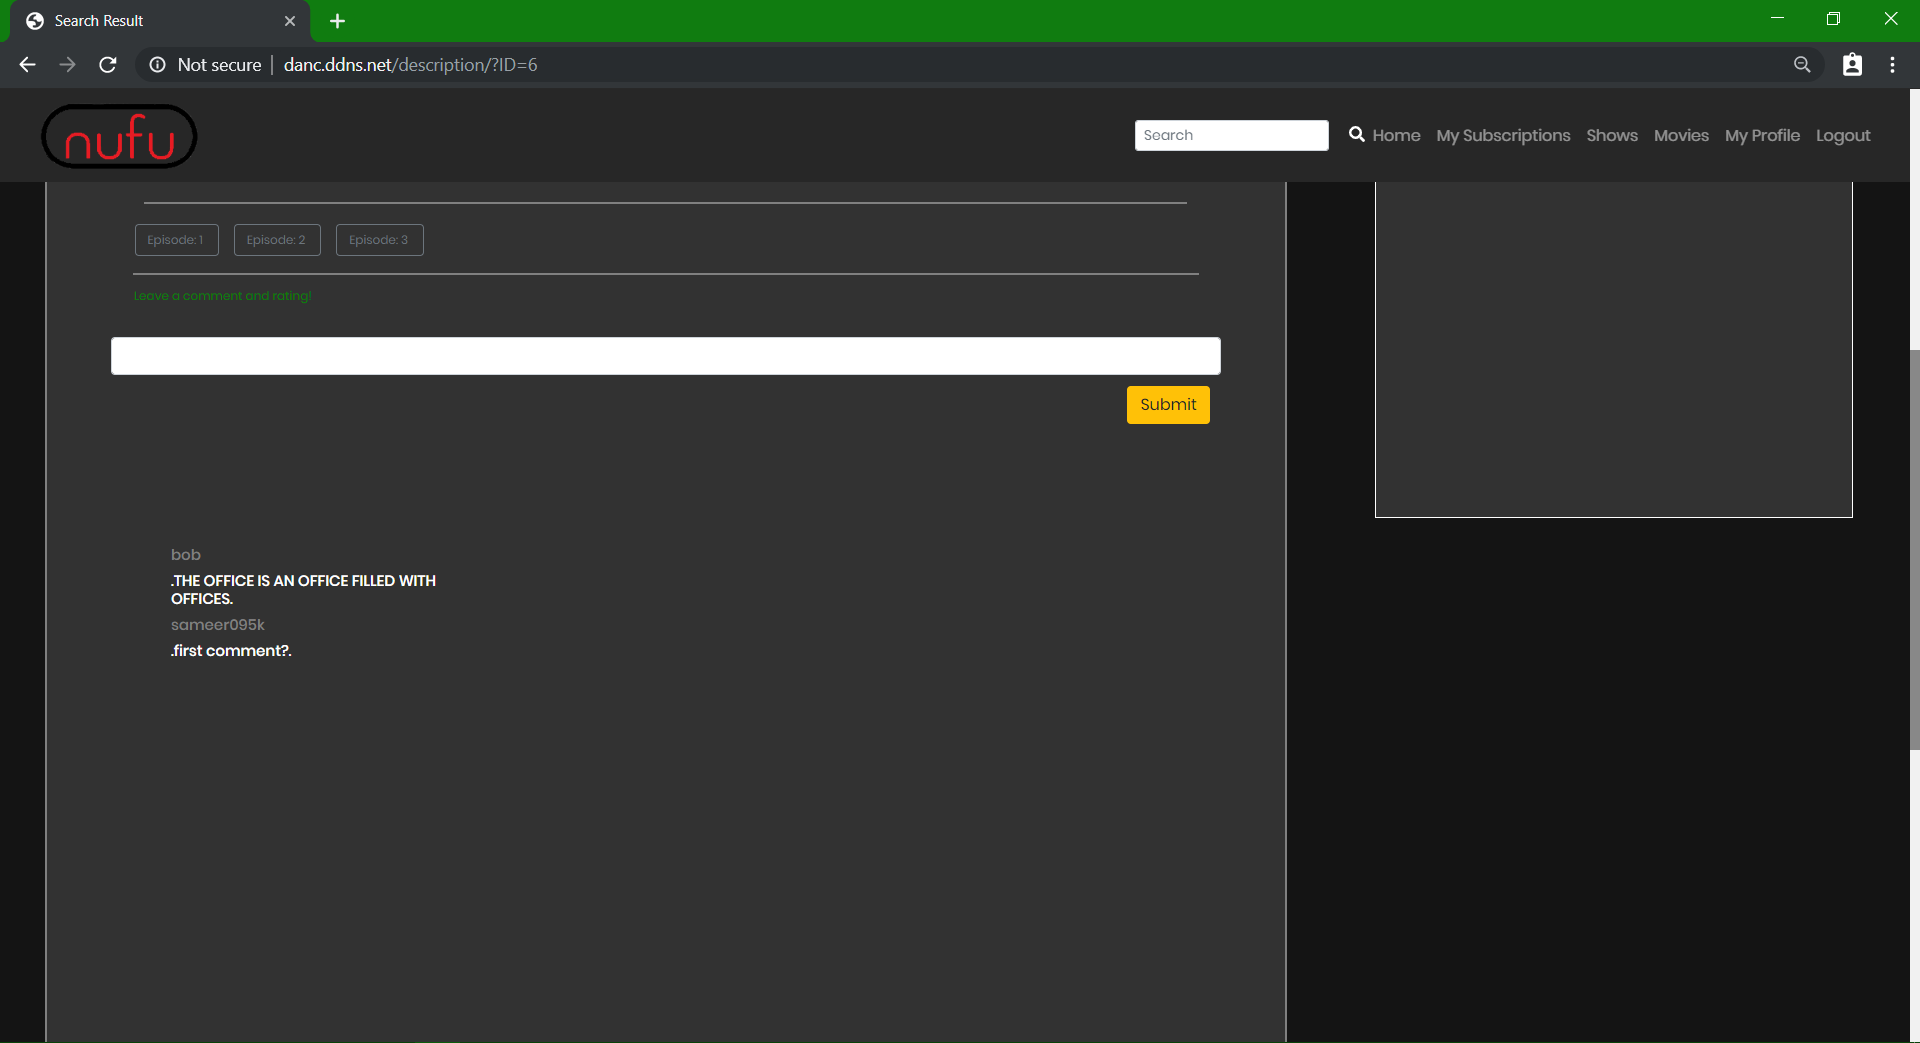 Search Result
Not secure
danc.ddns.net/description/?ID=6
nufu
Search
Home My Subscriptions Shows Movies My Profile Logout
Episode: 1 Episode: 2 Episode: 3
Leave a comment and rating!
Submit
bob
.THE OFFICE IS AN OFFICE FILLED WITH
OFFICES.
sameer095k
.first comment?.